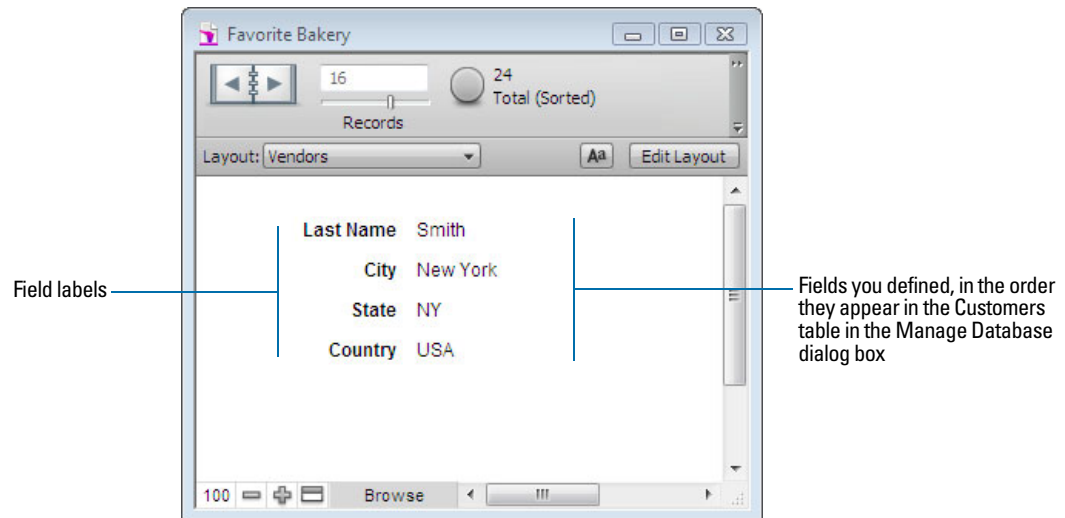 Favorite Bakery
16
24
Total (Sorted)
Records
Layout: Vendors
Aa
Edit Layout
Last Name Smith
City New York
State NY
Country USA
Field labels
Fields you defined, in the order
they appear in the Customers
table in the Manage Database
dialog box
100
Browse